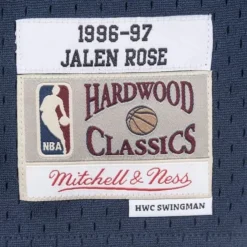 1996-97
JALEN ROSE
HARDWOOD
CLASSICS
NBA
Mitchell & Ness
HWC SWINGMAN